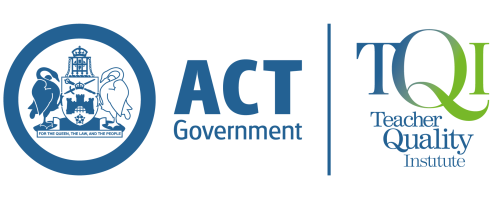 FOR THE QUEEN, THE LAW, AND THE PEOPLE
ACT
Government
TQI
Teacher
Quality
Institute